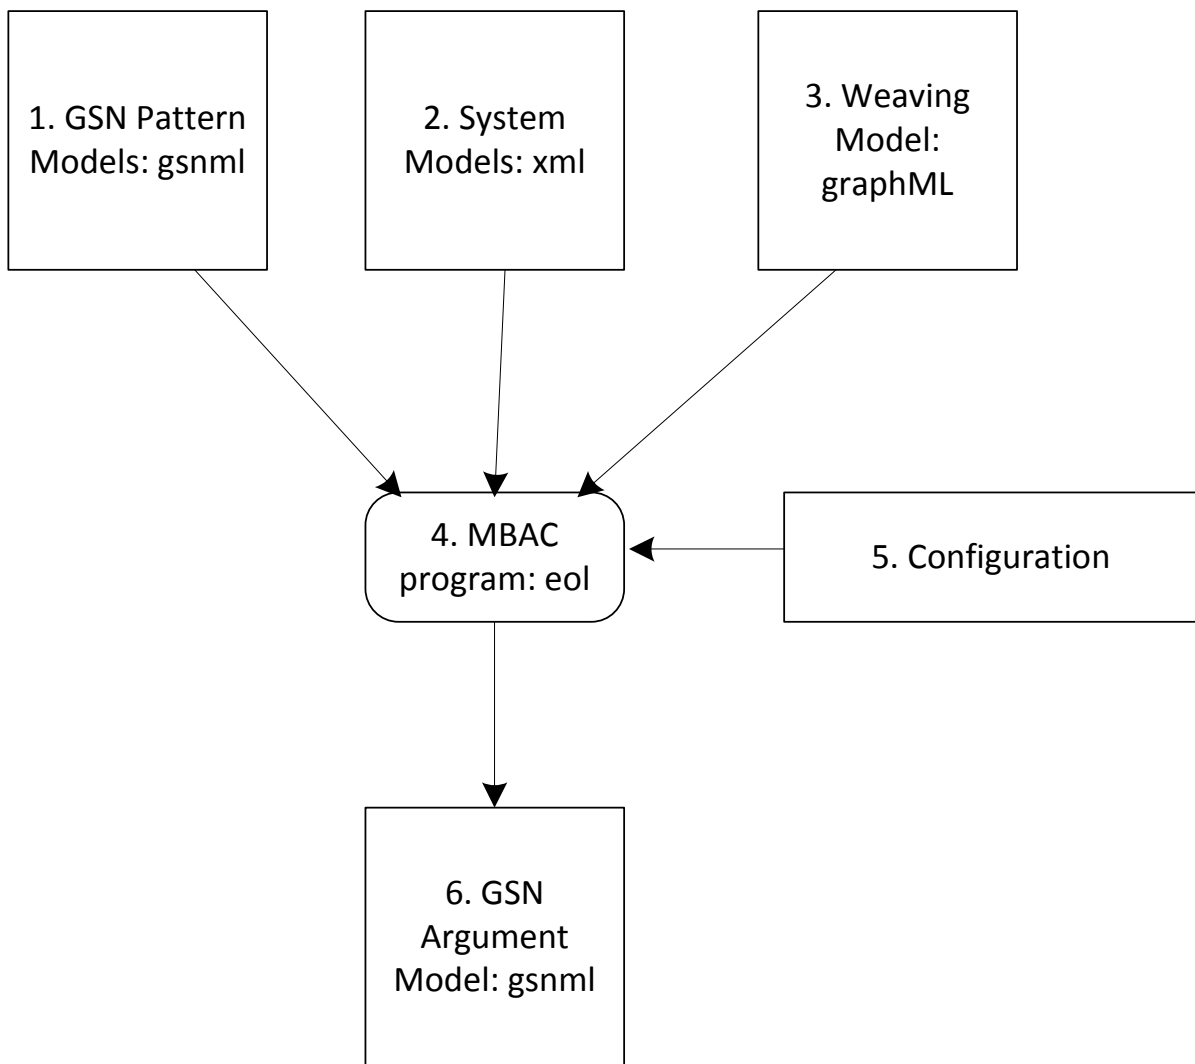 1. GSN Pattern
Models: gsnml
2. System
Models: xml
3. Weaving
Model:
graphML
4. MBAC
program: eol
5. Configuration
6. GSN
Argument
Model: gsnml